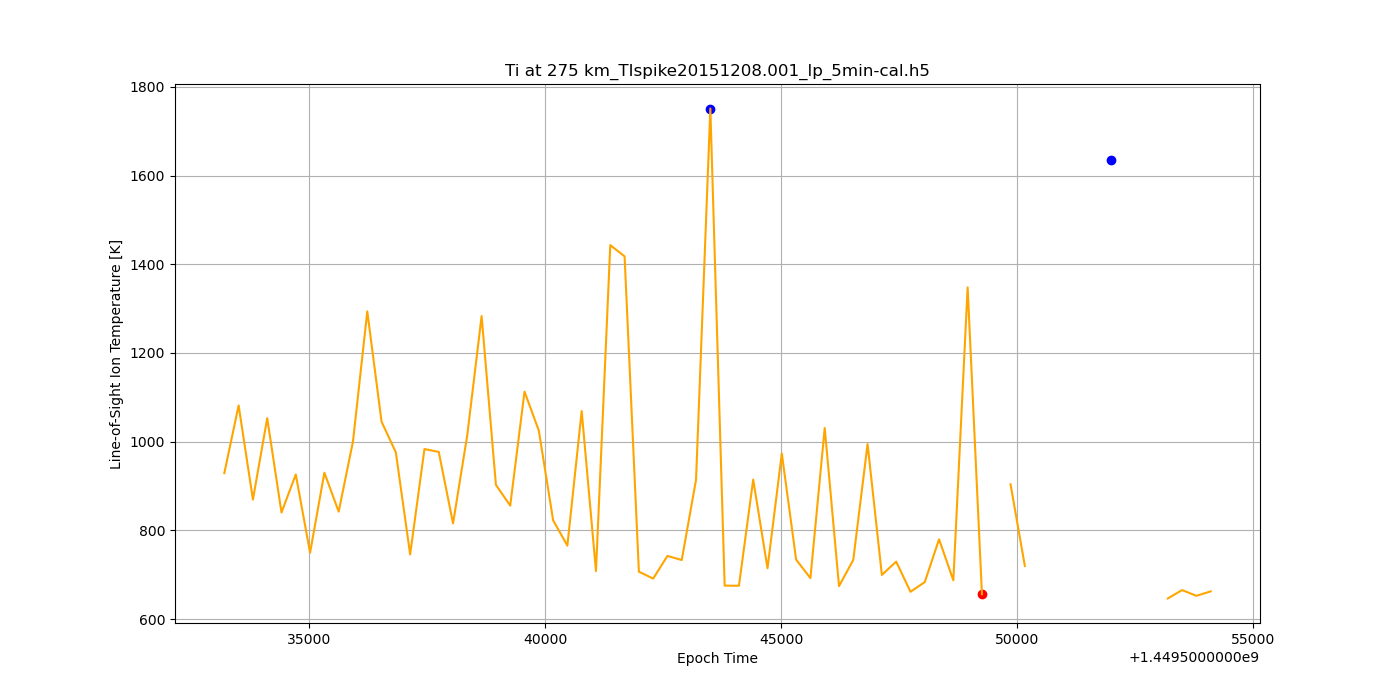 Ti at 275 km_TIspike20151208.001_lp_5min-cal.h5
Line-of-Sight Ion Temperature [K]
1800
1600
1400
1200
1000
800
600
35000 40000 45000 50000 55000
Epoch Time
+1.4495000000e9